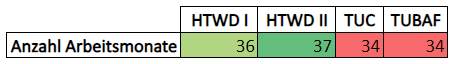 HTWD I HTWD II TUC TUBAF
Anzahl Arbeitsmonate 36 37 34 34